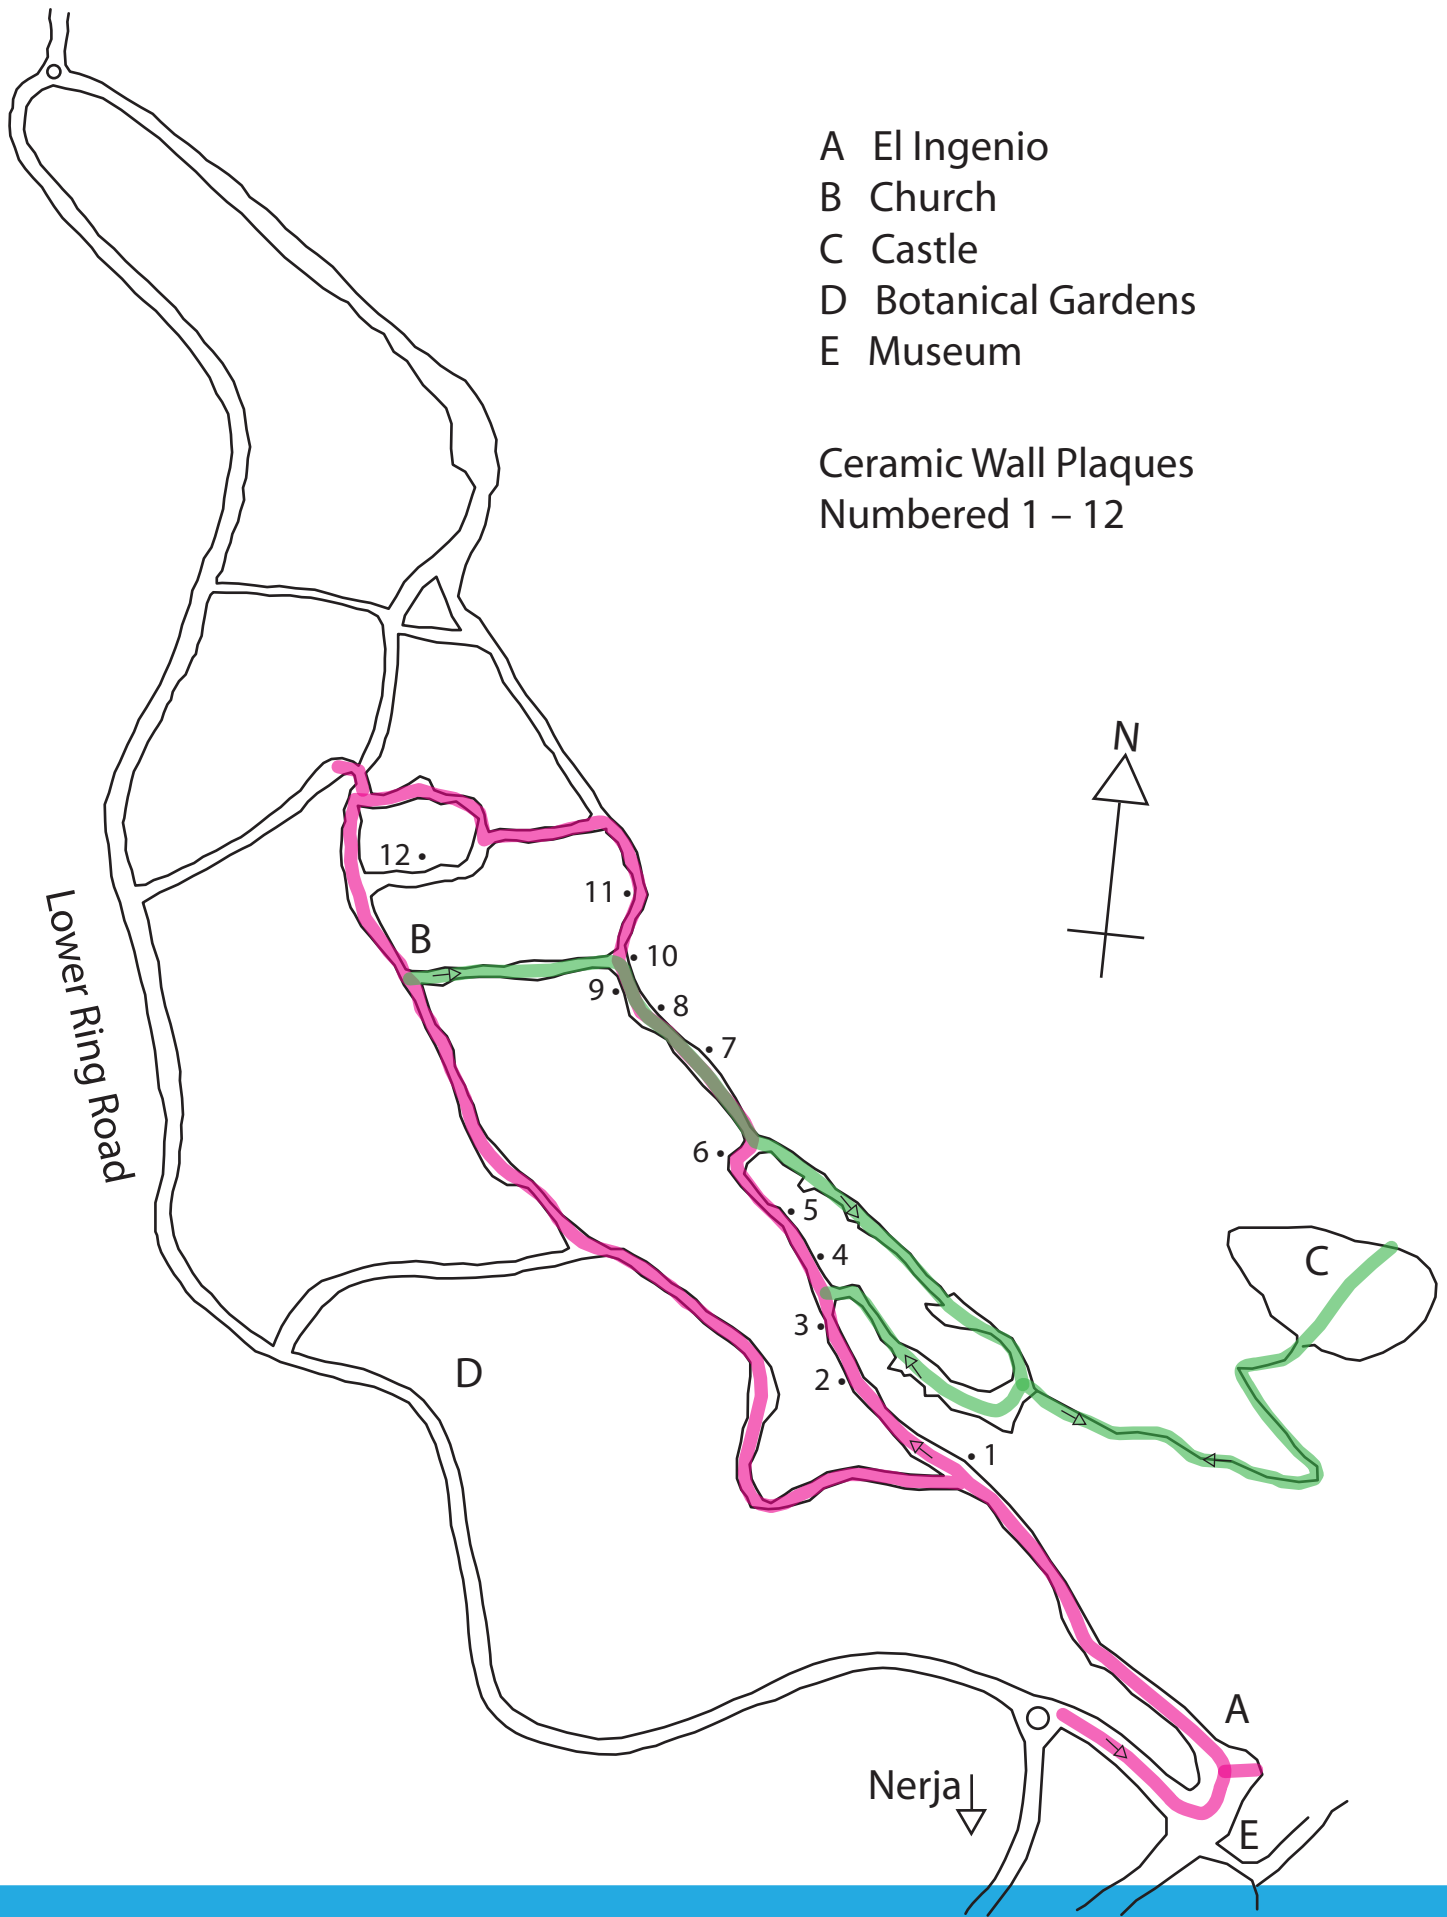 A El Ingenio
B Church
C Castle
D Botanical Gardens
E Museum
Ceramic Wall Plaques
Numbered 1 – 12
N
12
11
B
10
9
8
7
Lower Ring Road
6
5
4
C
3
D
2
1
A
Nerja
E